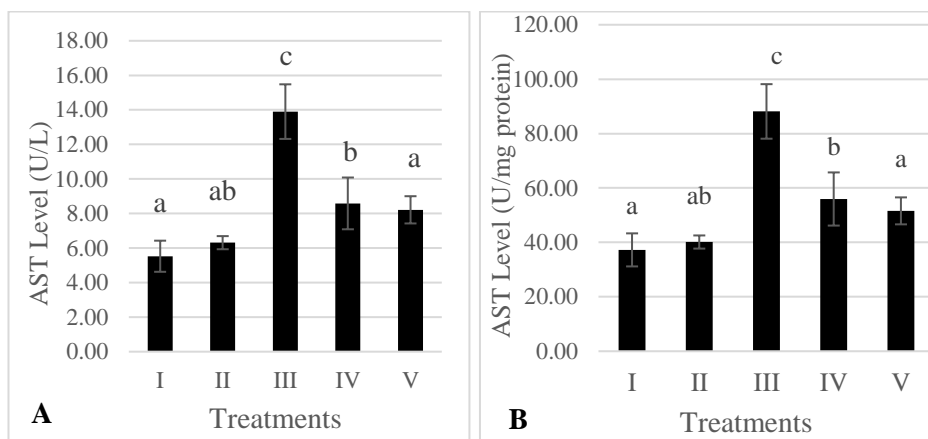 18.00
16.00
14.00
12.00
10.00
8.00
6.00
4.00
2.00
0.00
AST Level (U/L)
a
ab
c
b
a
I II III IV V
Treatments
A
120.00
100.00
80.00
60.00
40.00
20.00
0.00
AST Level (U/mg protein)
a
ab
c
b
a
I II III IV V
Treatments
B